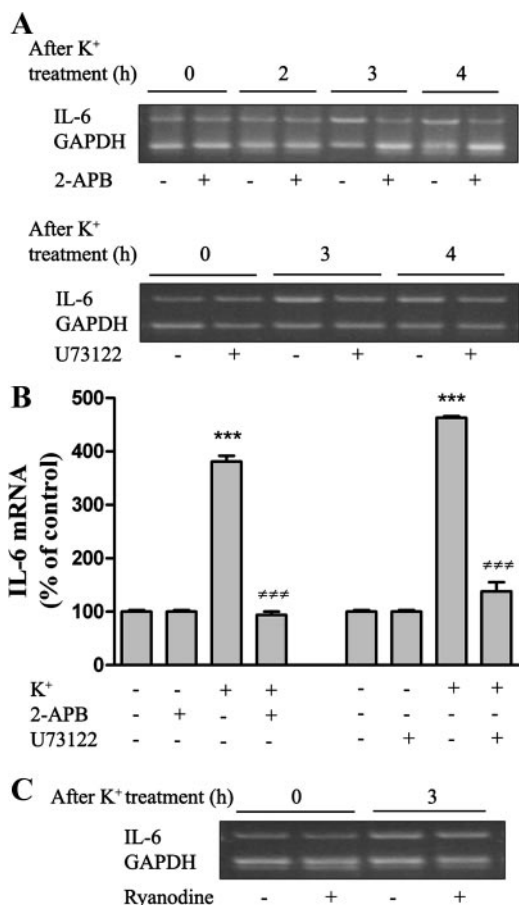 A
After K⁺
treatment (h) 0 2 3 4
IL-6
GAPDH
2-APB - + - + - + - +
After K⁺
treatment (h) 0 3 4
IL-6
GAPDH
U73122 - + - + - +
B
IL-6 mRNA
(% of control)
500
400
300
200
100
0
*** ≠≠≠ *** ≠≠≠
K⁺ - - + + - - + +
2-APB - + - + - - - -
U73122 - - - - - + - +
C
After K⁺ treatment (h) 0 3
IL-6
GAPDH
Ryanodine - + - +